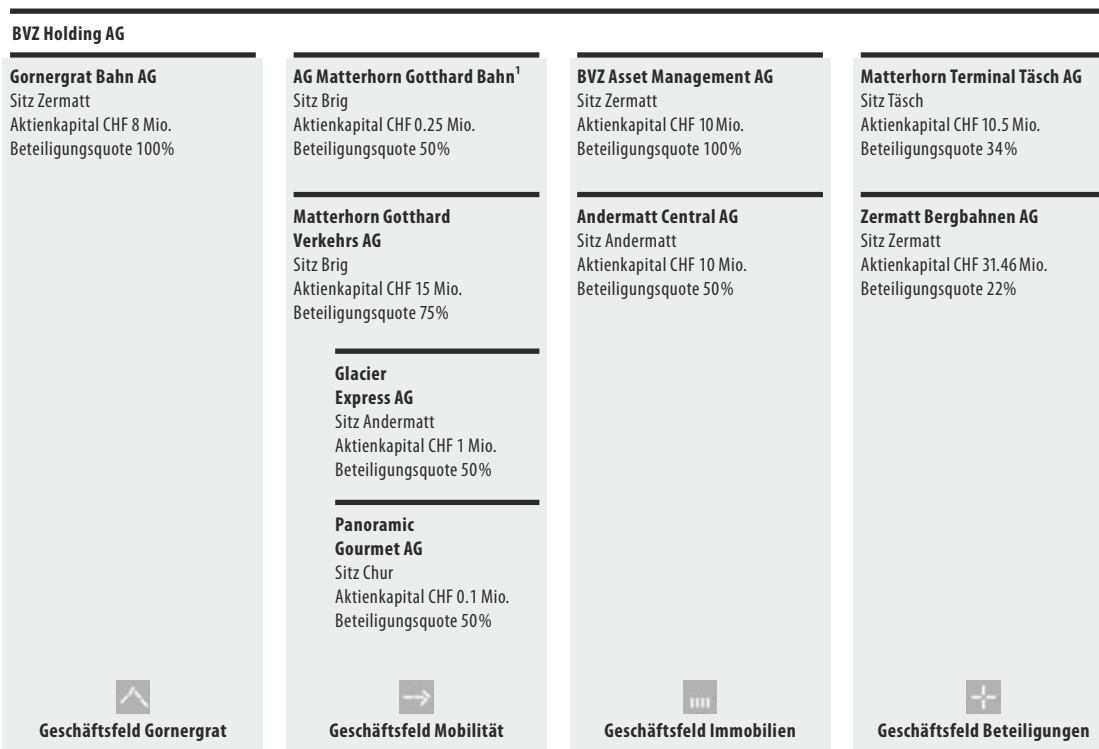 BVZ Holding AG
Gornergrat Bahn AG
Sitz Zermatt
Aktienkapital CHF 8 Mio.
Beteiligungsquote 100%
AG Matterhorn Gotthard Bahn¹
Sitz Brig
Aktienkapital CHF 0.25 Mio.
Beteiligungsquote 50%
Matterhorn Gotthard
Verkehrs AG
Sitz Brig
Aktienkapital CHF 15 Mio.
Beteiligungsquote 75%
Glacier
Express AG
Sitz Andermatt
Aktienkapital CHF 1 Mio.
Beteiligungsquote 50%
Panoramic
Gourmet AG
Sitz Chur
Aktienkapital CHF 0.1 Mio.
Beteiligungsquote 50%
BVZ Asset Management AG
Sitz Zermatt
Aktienkapital CHF 10 Mio.
Beteiligungsquote 100%
Andermatt Central AG
Sitz Andermatt
Aktienkapital CHF 10 Mio.
Beteiligungsquote 50%
Matterhorn Terminal Täsch AG
Sitz Täsch
Aktienkapital CHF 10.5 Mio.
Beteiligungsquote 34%
Zermatt Bergbahnen AG
Sitz Zermatt
Aktienkapital CHF 31.46 Mio.
Beteiligungsquote 22%
Geschäftsfeld Gornergrat
Geschäftsfeld Mobilität
Geschäftsfeld Immobilien
Geschäftsfeld Beteiligungen